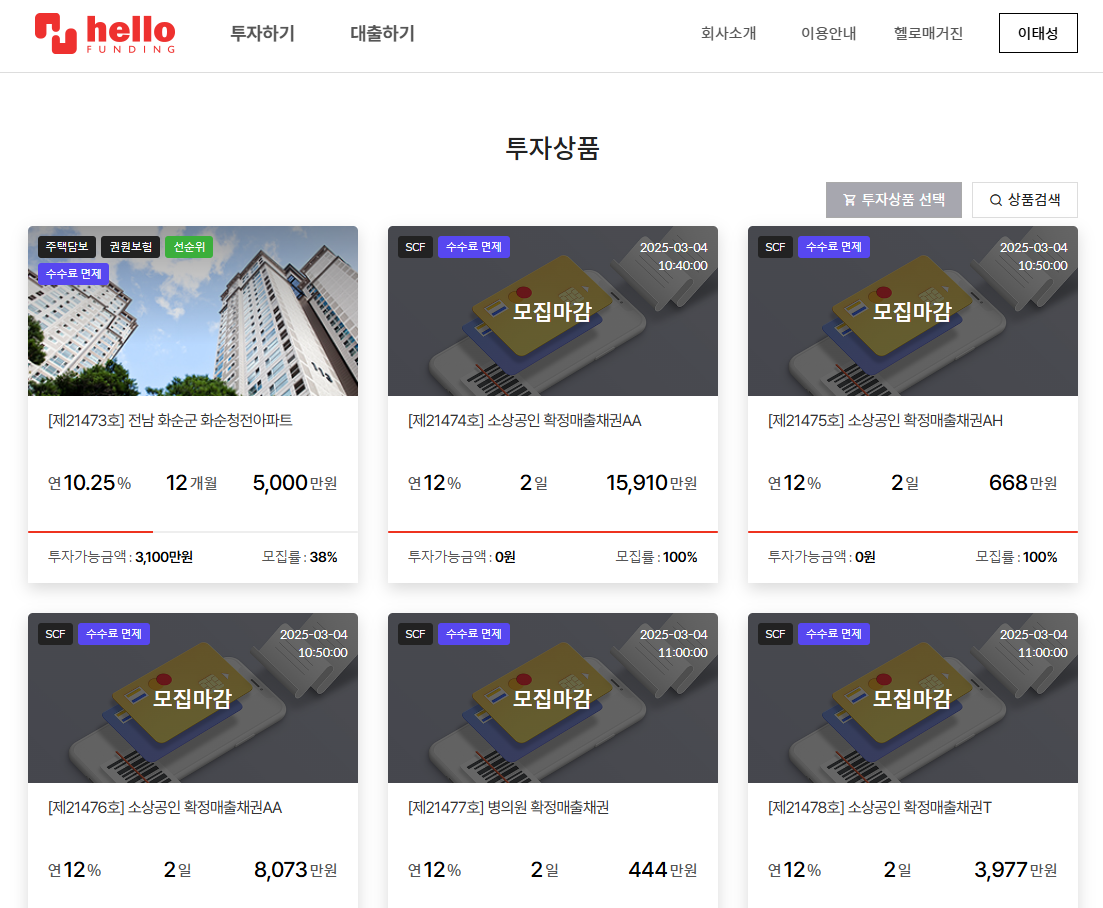 hello
FUNDING
투자하기
대출하기
회사소개
이용안내
헬로매거진
이태성
투자상품
투자상품 선택
상품검색
주택담보 권원보험 선순위
수수료 면제
[제21473호] 전남 화순군 화순청전아파트
연 10.25 % 12 개월 5,000 만원
투자가능금액 : 3,100만원 모집률 : 38%
SCF 수수료 면제 2025-03-04
10:40:00
모집마감
[제21474호] 소상공인 확정매출채권AA
연 12 % 2 일 15,910 만원
투자가능금액 : 0원 모집률 : 100%
SCF 수수료 면제 2025-03-04
10:50:00
모집마감
[제21475호] 소상공인 확정매출채권AH
연 12 % 2 일 668 만원
투자가능금액 : 0원 모집률 : 100%
SCF 수수료 면제 2025-03-04
10:50:00
모집마감
[제21476호] 소상공인 확정매출채권AA
연 12 % 2 일 8,073 만원
SCF 수수료 면제 2025-03-04
11:00:00
모집마감
[제21477호] 병의원 확정매출채권
연 12 % 2 일 444 만원
SCF 수수료 면제 2025-03-04
11:00:00
모집마감
[제21478호] 소상공인 확정매출채권T
연 12 % 2 일 3,977 만원